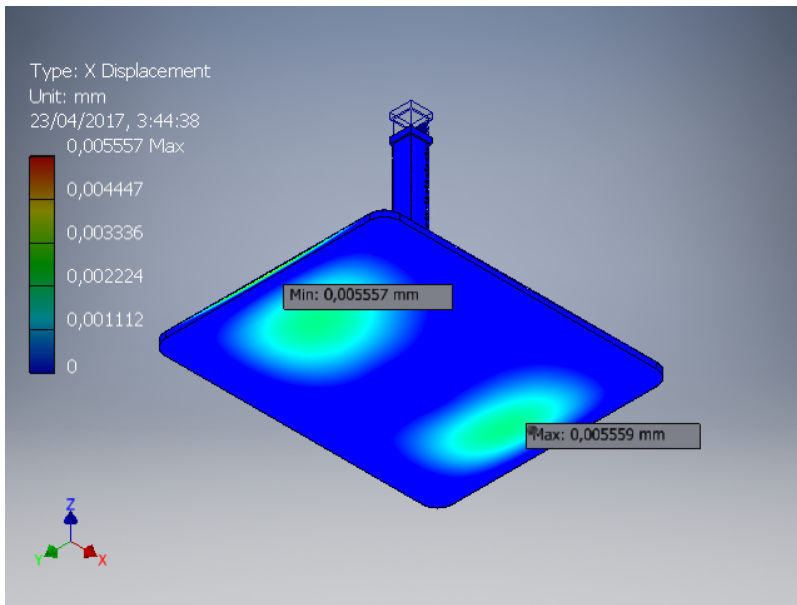 Type: X Displacement
Unit: mm
23/04/2017, 3:44:38
0,005557 Max
0,004447
0,003336
0,002224
0,001112
0
Min: 0,005557 mm
Max: 0,005559 mm
Z
Y
X